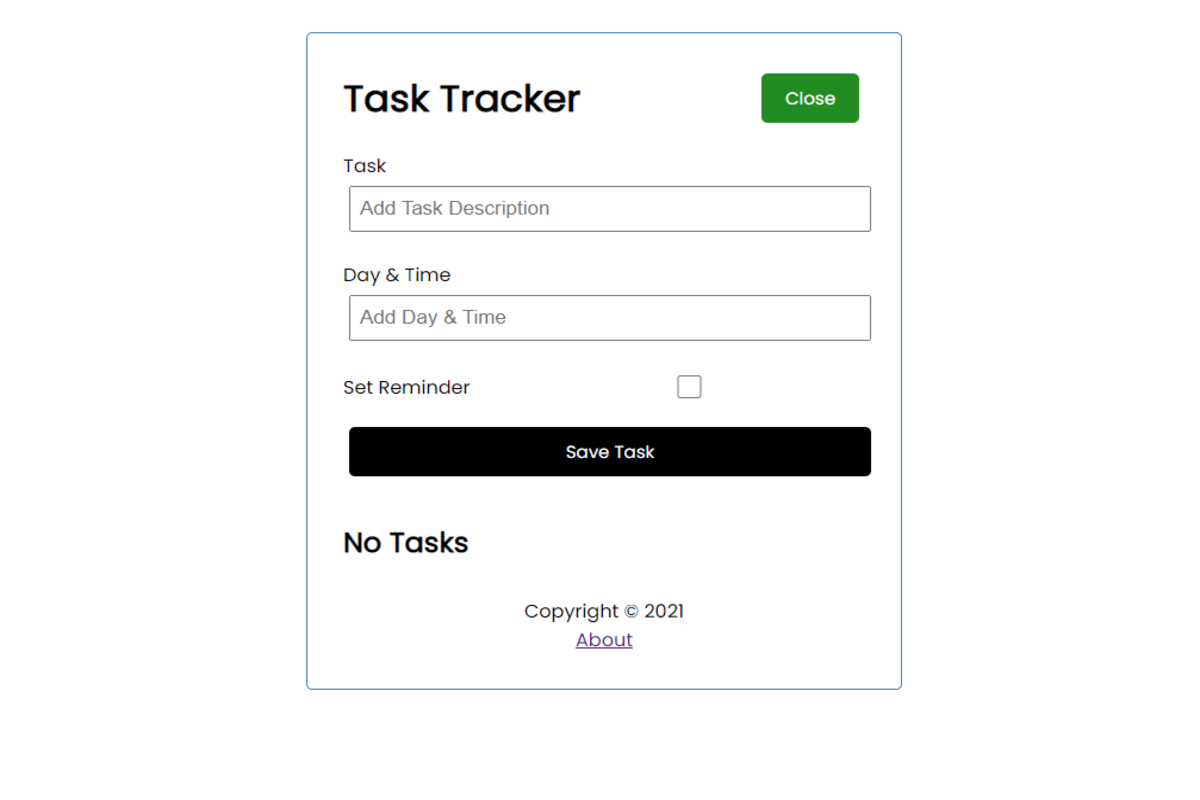 Task Tracker
Close
Task
Add Task Description
Day & Time
Add Day & Time
Set Reminder
Save Task
No Tasks
Copyright © 2021
About